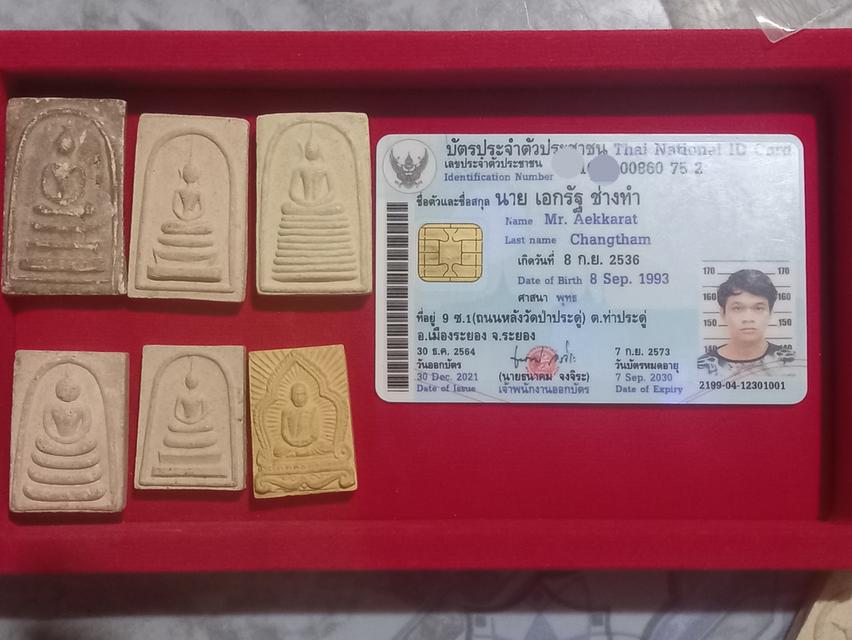 บัตรประจำตัวประชาชน Thai National ID Card
เลขประจำตัวประชาชน
Identification Number 00860 75 2
ชื่อตัวและชื่อสกุล นาย เอกรัฐ ช่างทำ
Name Mr. Aekkarat
Last name Changtham
เกิดวันที่ 8 ก.ย. 2536
Date of Birth 8 Sep. 1993
ศาสนา พุทธ
ที่อยู่ 9 ซ.1(ถนนหลังวัดป่าประดู่) ต.ท่าประดู่
อ.เมืองระยอง จ.ระยอง
30 ธ.ค. 2564
วันออกบัตร
30 Dec. 2021
Date of Issue
(นายธนาคม จงจิระ)
เจ้าพนักงานออกบัตร
7 ก.ย. 2573
วันบัตรหมดอายุ
7 Sep. 2030
Date of Expiry
170 170
160 160
150 150
2199-04-12301001